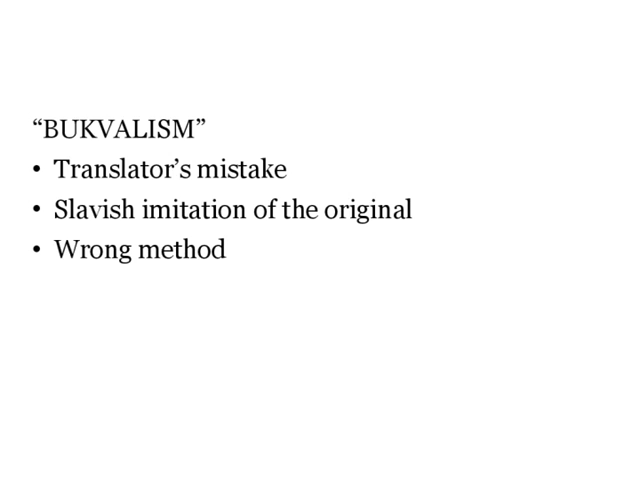 “BUKVALISM”
• Translator’s mistake
• Slavish imitation of the original
• Wrong method